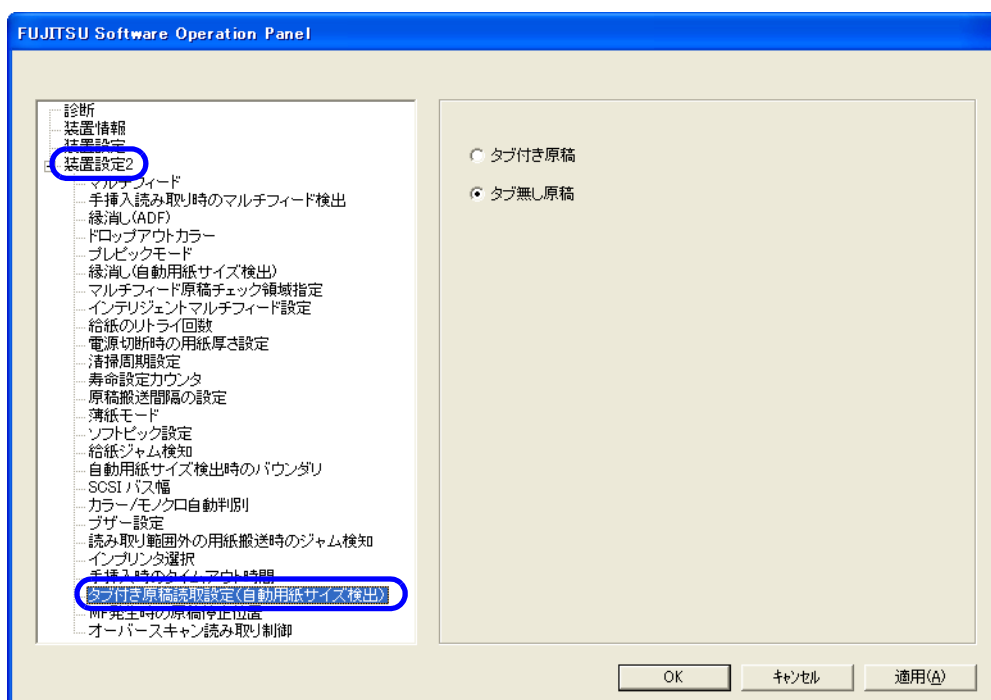 FUJITSU Software Operation Panel
診断
装置情報
装置設定
装置設定2
マルチフィード
手挿入読み取り時のマルチフィード検出
縁消し(ADF)
ドロップアウトカラー
プレピックモード
縁消し(自動用紙サイズ検出)
マルチフィード原稿チェック領域指定
インテリジェントマルチフィード設定
給紙のリトライ回数
電源切断時の用紙厚さ設定
清掃周期設定
寿命設定カウンタ
原稿搬送間隔の設定
薄紙モード
ソフトピック設定
給紙ジャム検知
自動用紙サイズ検出時のバウンダリ
SCSI バス幅
カラー/モノクロ自動判別
ブザー設定
読み取り範囲外の用紙搬送時のジャム検知
インプリンタ選択
手挿入時のタイムアウト時間
タブ付き原稿読取設定(自動用紙サイズ検出)
MF発生時の原稿停止位置
オーバースキャン読み取り制御
タブ付き原稿
タブ無し原稿
OK
キャンセル
適用(A)